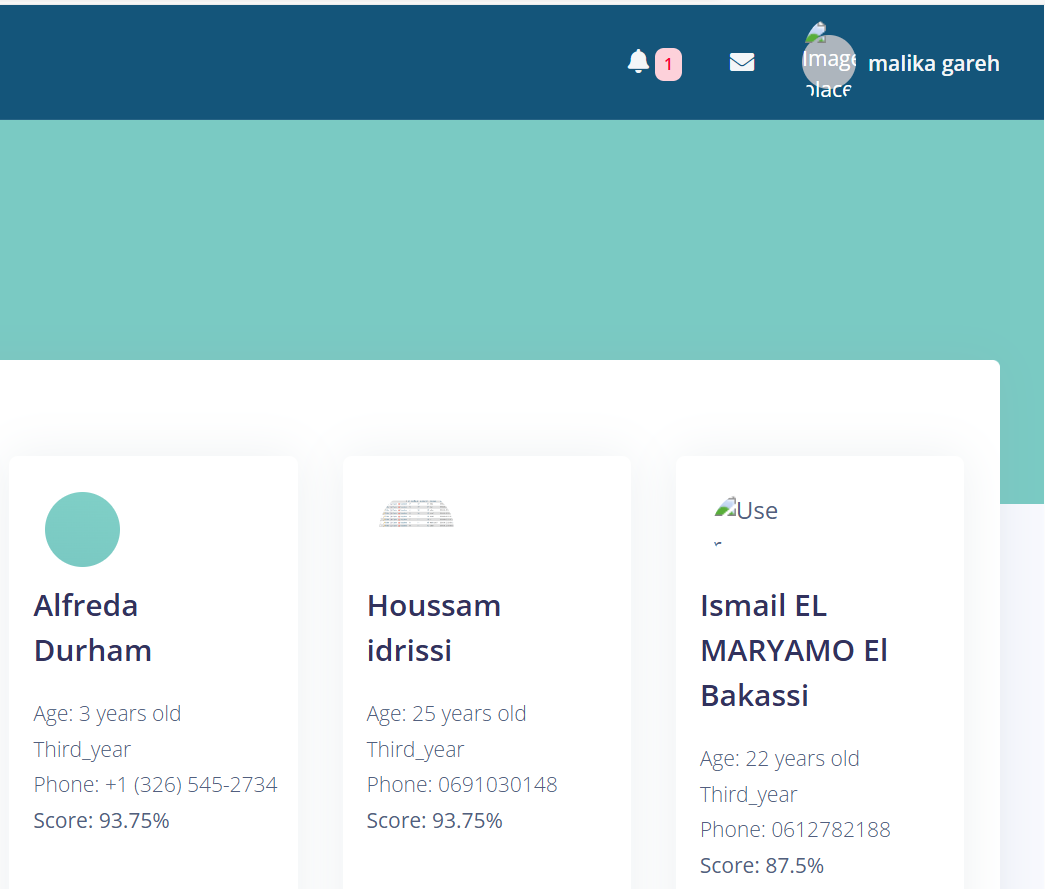 1
Image
place
malika gareh
Alfreda
Durham
Age: 3 years old
Third_year
Phone: +1 (326) 545-2734
Score: 93.75%
Houssam
idrissi
Age: 25 years old
Third_year
Phone: 0691030148
Score: 93.75%
Use
r
Ismail EL
MARYAMO El
Bakassi
Age: 22 years old
Third_year
Phone: 0612782188
Score: 87.5%